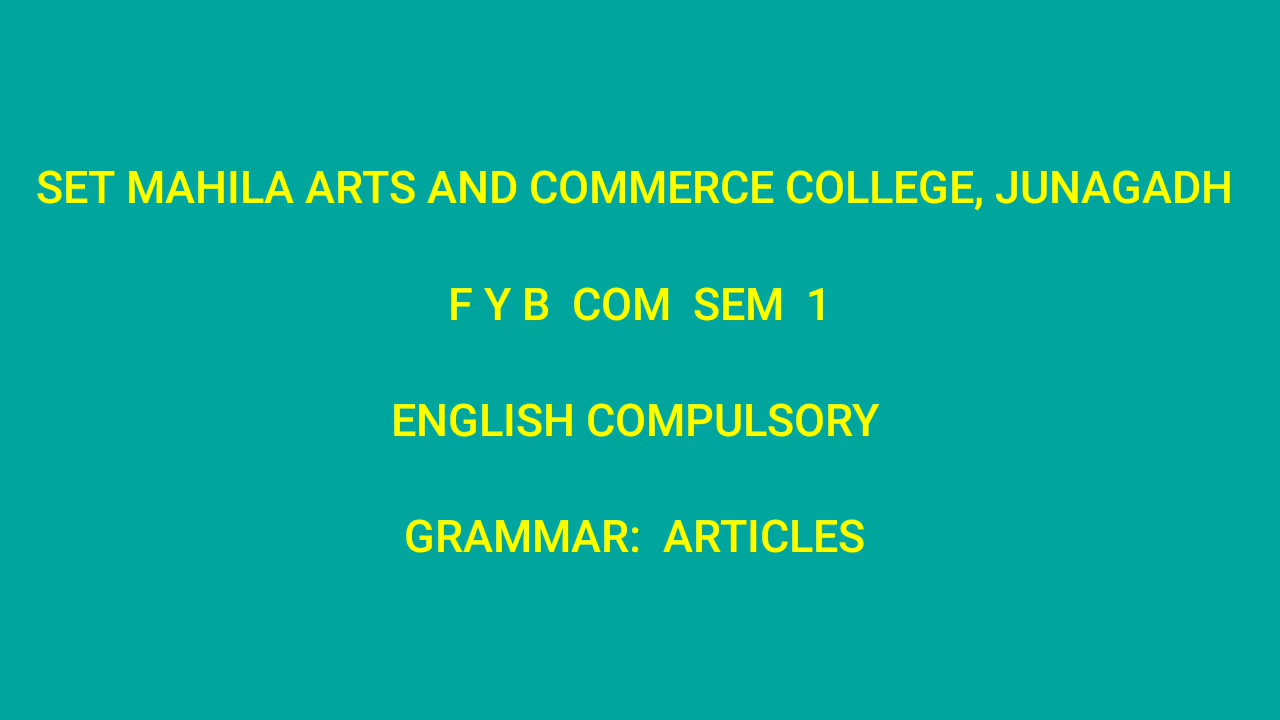 SET MAHILA ARTS AND COMMERCE COLLEGE, JUNAGADH
F Y B  COM  SEM  1
ENGLISH COMPULSORY
GRAMMAR:  ARTICLES